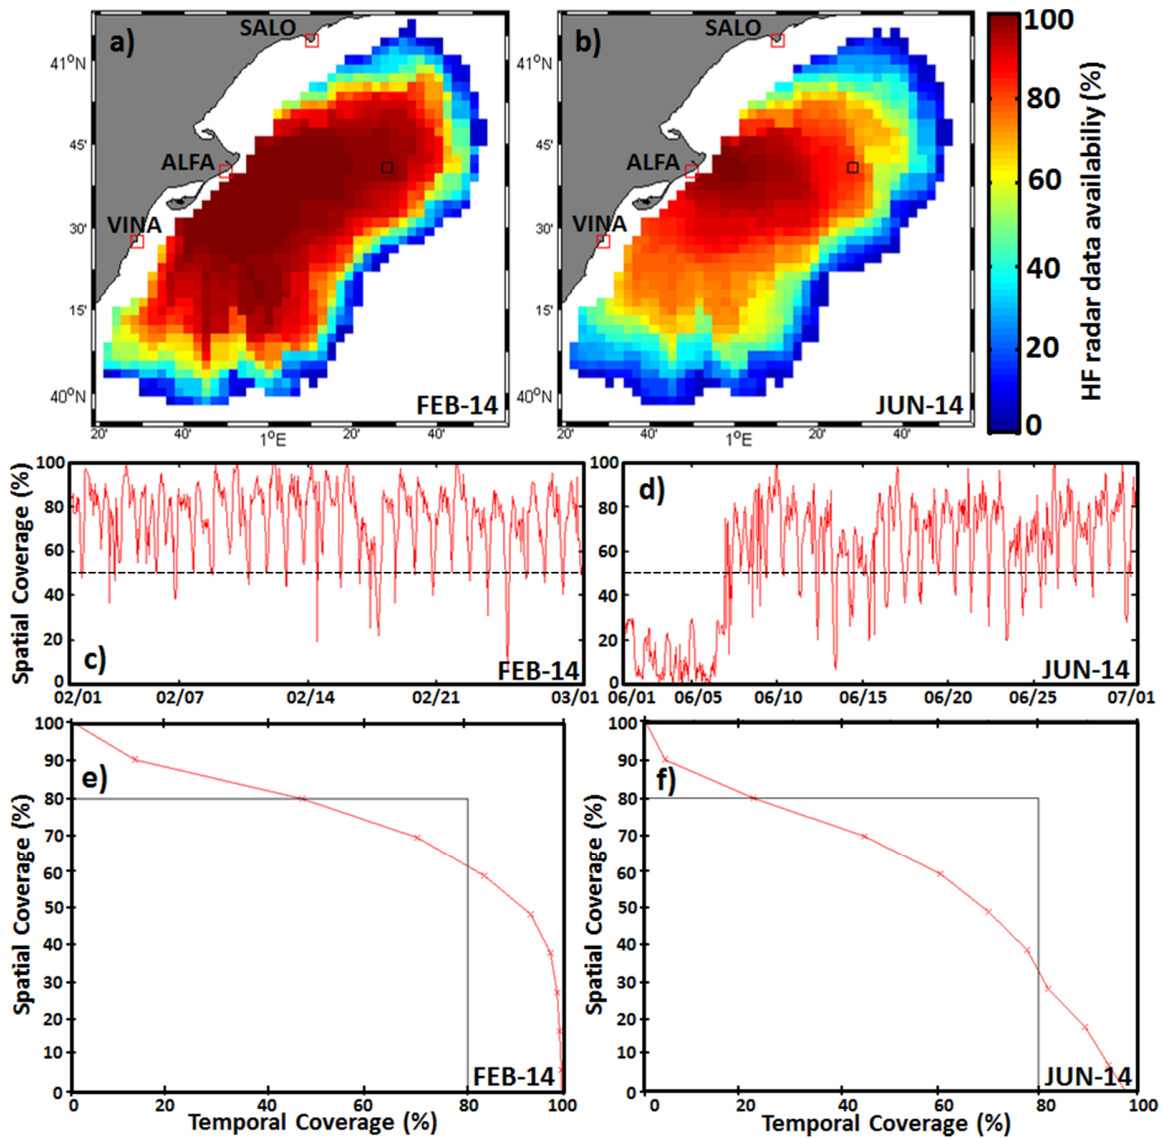 a)
SALO
ALFA
VINA
FEB-14
41°N
45'
30'
15'
40°N
20'
40'
1°E
20'
40'
b)
SALO
ALFA
VINA
JUN-14
41°N
45'
30'
15'
40°N
20'
40'
1°E
20'
40'
100
80
60
40
20
0
HF radar data availabiliy (%)
Spatial Coverage (%)
100
80
60
40
20
0
c)
FEB-14
02/01
02/07
02/14
02/21
03/01
100
80
60
40
20
0
d)
JUN-14
06/01
06/05
06/10
06/15
06/20
06/25
07/01
Spatial Coverage (%)
100
90
80
70
60
50
40
30
20
10
0
e)
FEB-14
0
20
40
60
80
100
Temporal Coverage (%)
Spatial Coverage (%)
100
90
80
70
60
50
40
30
20
10
0
f)
JUN-14
0
20
40
60
80
100
Temporal Coverage (%)